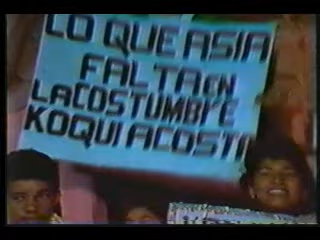 LO QUE ASIA
FALTA EN
LA COSTUMBRE
KOQUI ACOSTA